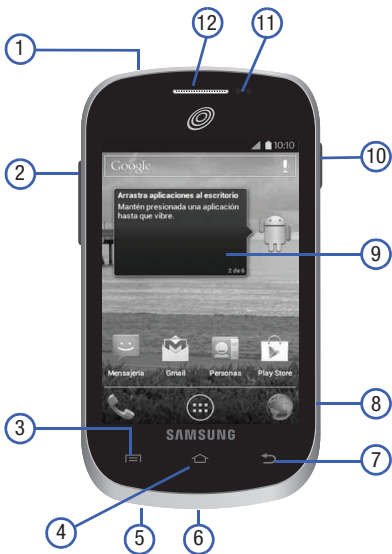 12
11
1
10:10
10
Google
2
Arrastra aplicaciones al escritorio
Mantén presionada una aplicación
hasta que vibre.
9
2 de 6
Mensajería
Gmail
Personas
Play Store
8
SAMSUNG
3
7
4
5
6